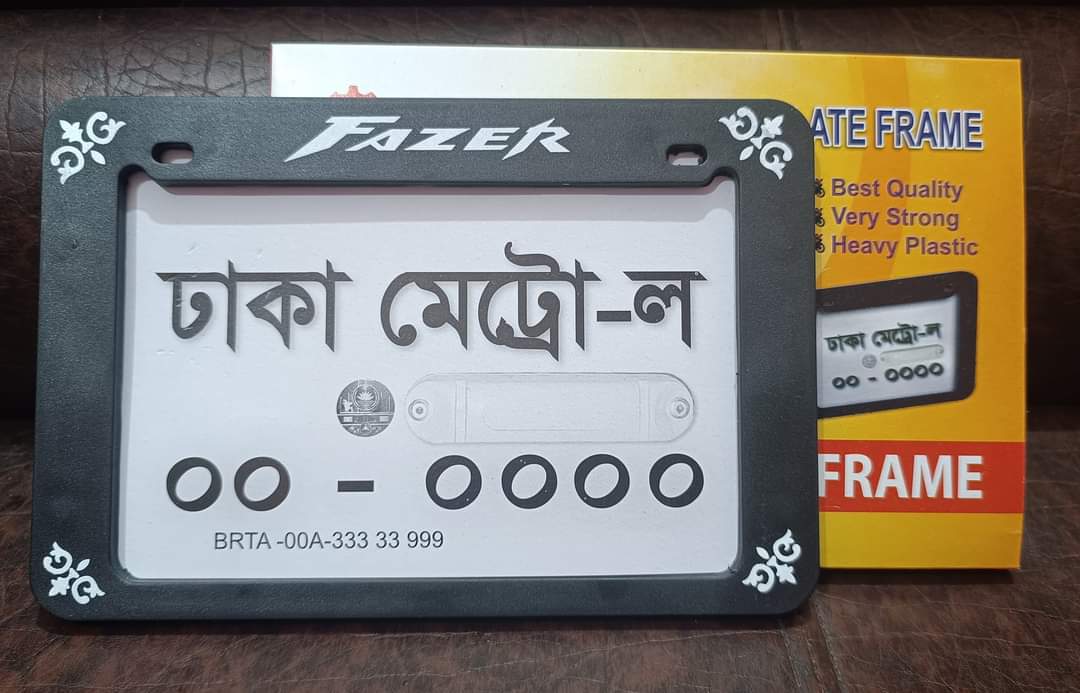 FAZER
ঢাকা মেট্রো-ল
০০ - ০০০০
BRTA -00A-333 33 999
ATE FRAME
Best Quality
Very Strong
Heavy Plastic
ঢাকা মেট্রো-ল
০০ - ০০০০
FRAME